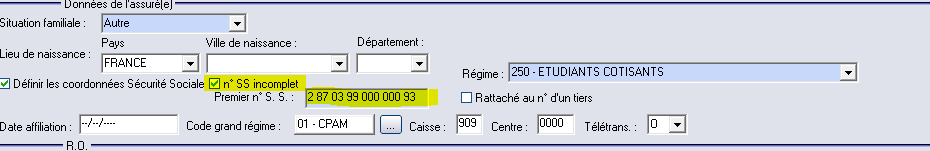 Données de l'assuré(e)
Situation familiale : Autre
Lieu de naissance : Pays Ville de naissance : Département :
FRANCE
Définir les coordonnées Sécurité Sociale n° SS incomplet
Régime : 250 - ETUDIANTS COTISANTS
Premier n° S. S. : 2 87 03 99 000 000 93 Rattaché au n° d'un tiers
Date affiliation : --/--/---- Code grand régime : 01 - CPAM ... Caisse : 909 Centre : 0000 Télétrans. : O
R.O.